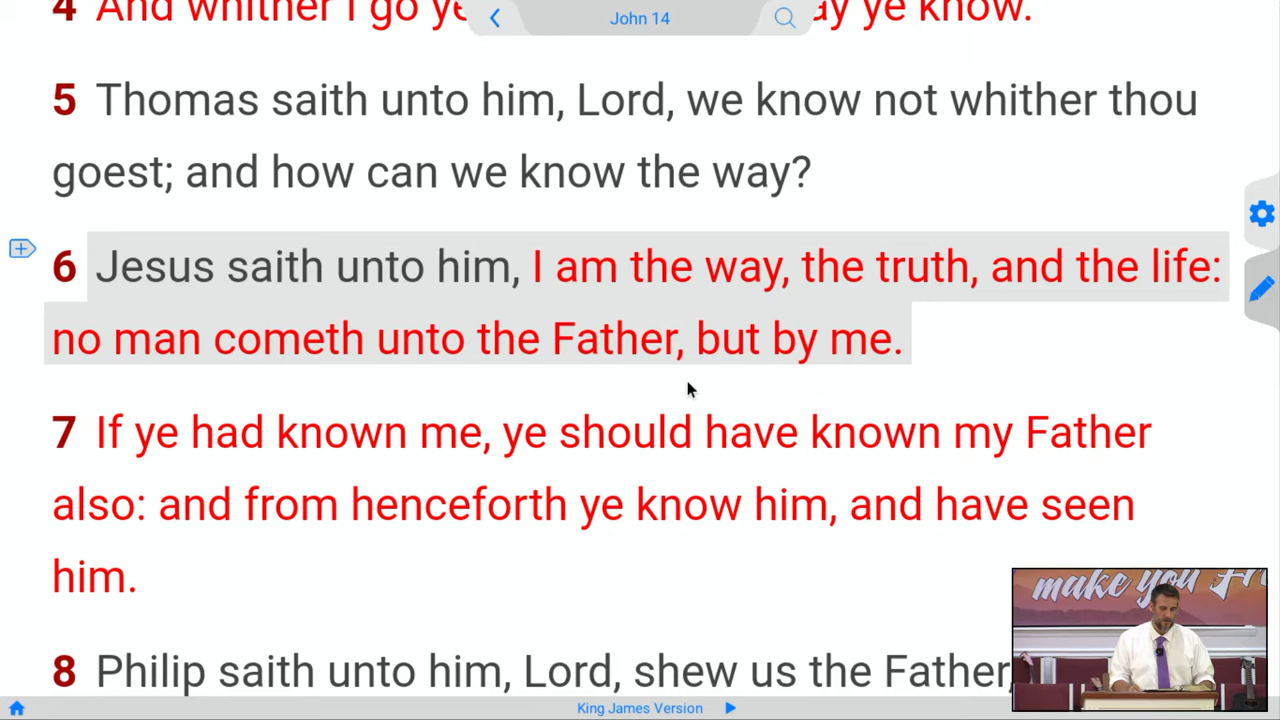 4 And whither I go ye
ay ye know.
John 14
5 Thomas saith unto him, Lord, we know not whither thou
goest; and how can we know the way?
6 Jesus saith unto him, I am the way, the truth, and the life:
no man cometh unto the Father, but by me.
7 If ye had known me, ye should have known my Father
also: and from henceforth ye know him, and have seen
him.
8 Philip saith unto him, Lord, shew us the Father,
make you
King James Version